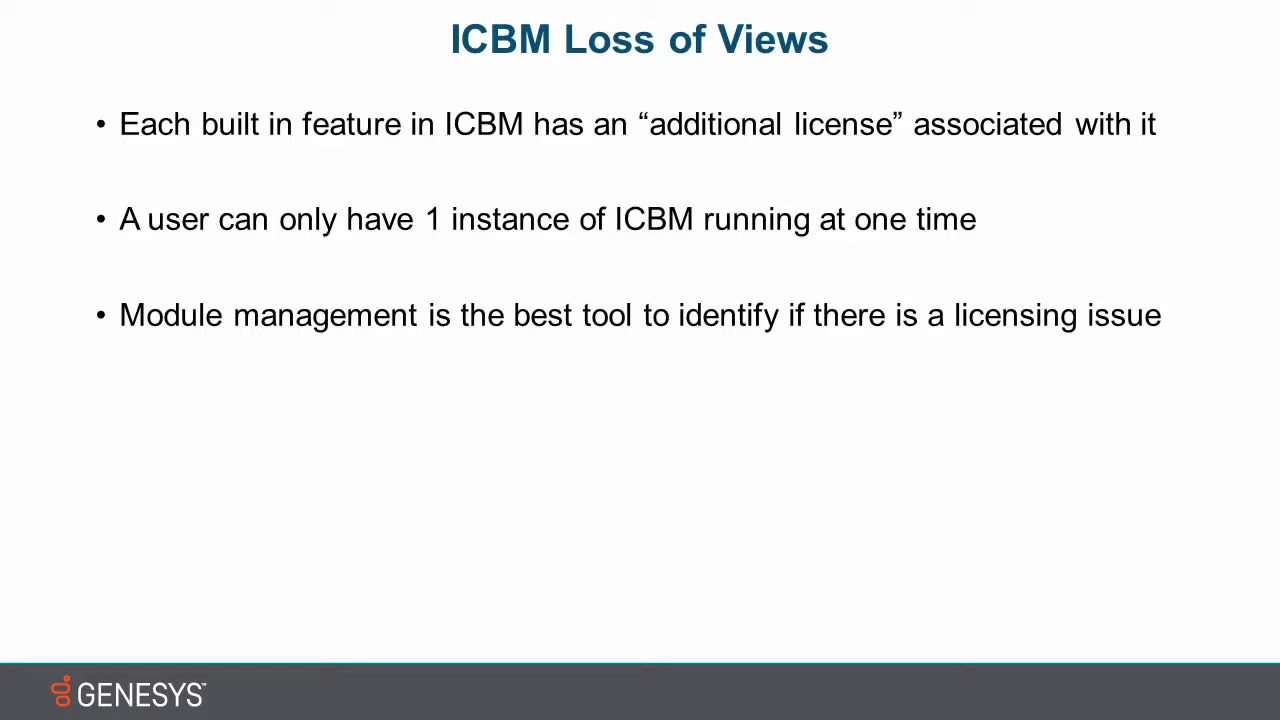 ICBM Loss of Views
• Each built in feature in ICBM has an “additional license” associated with it
• A user can only have 1 instance of ICBM running at one time
• Module management is the best tool to identify if there is a licensing issue
GENESYS™